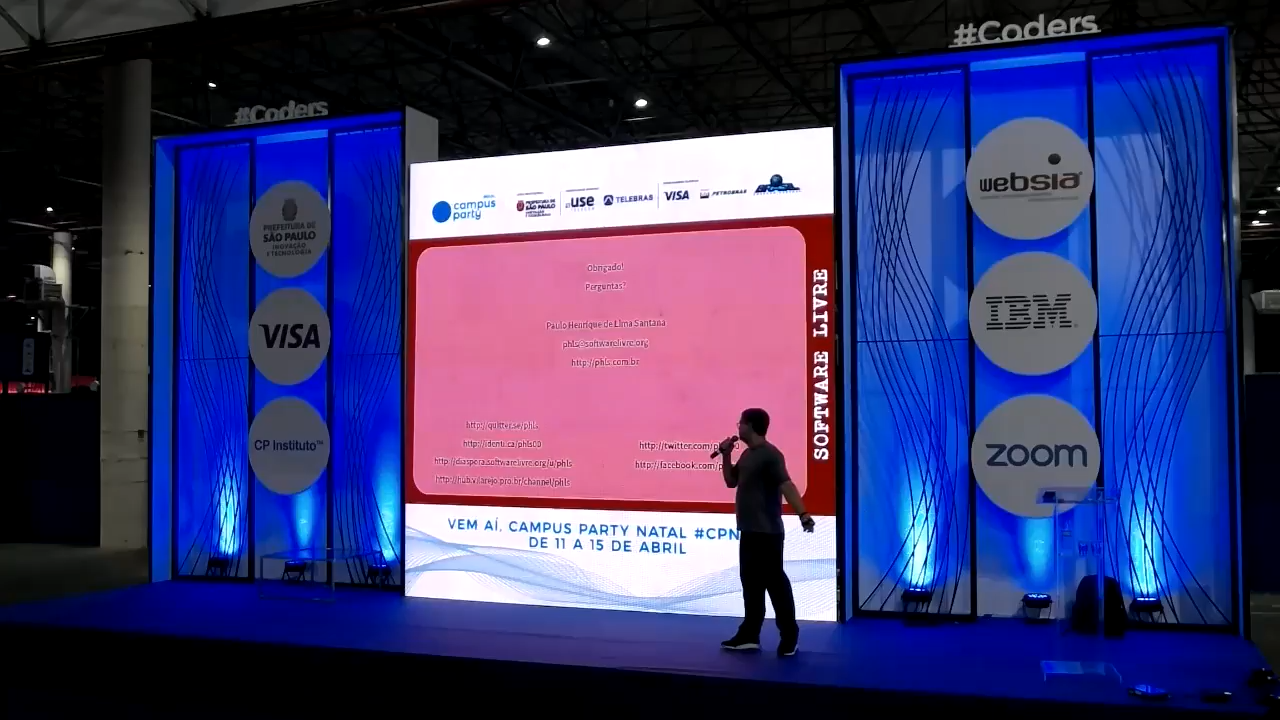 #Coders
#Coders
PREFEITURA DE
SÃO PAULO
INOVAÇÃO
E TECNOLOGIA
VISA
CP Instituto™
campus
party
PREFEITURA DE
SÃO PAULO
use
TELEBRAS
VISA
PETROBRAS
Obrigado!
Perguntas?
Paulo Henrique de Lima Santana
phls@softwarelivre.org
http://phls.com.br
http://quitter.se/phls
http://identi.ca/phls00
http://diaspora.softwarelivre.org/u/phls
http://hub.vilarejo.pro.br/channel/phls
http://twitter.com/p
http://facebook.com/p
SOFTWARE LIVRE
VEM AÍ, CAMPUS PARTY NATAL #CPN
DE 11 A 15 DE ABRIL
websia
IBM
zoom